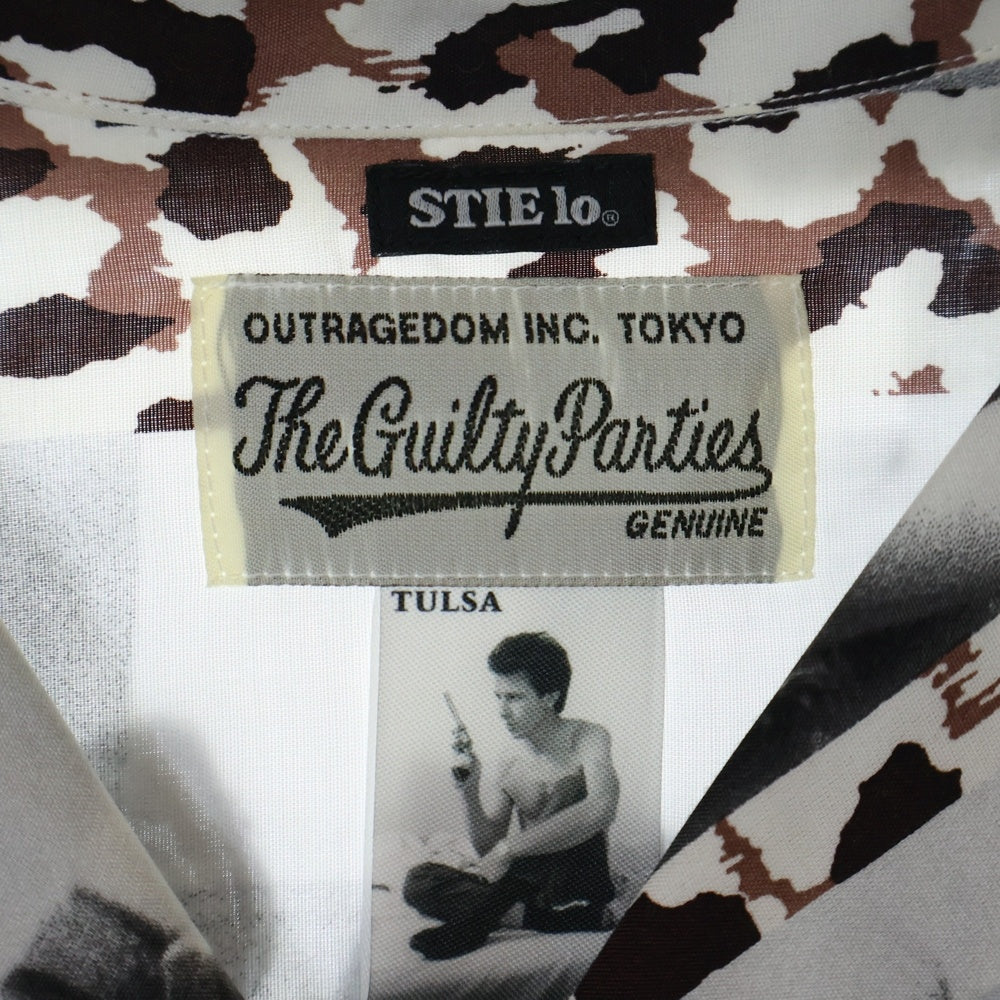 STIE lo®
OUTRAGEDOM INC. TOKYO
The Guilty Parties
GENUINE
TULSA